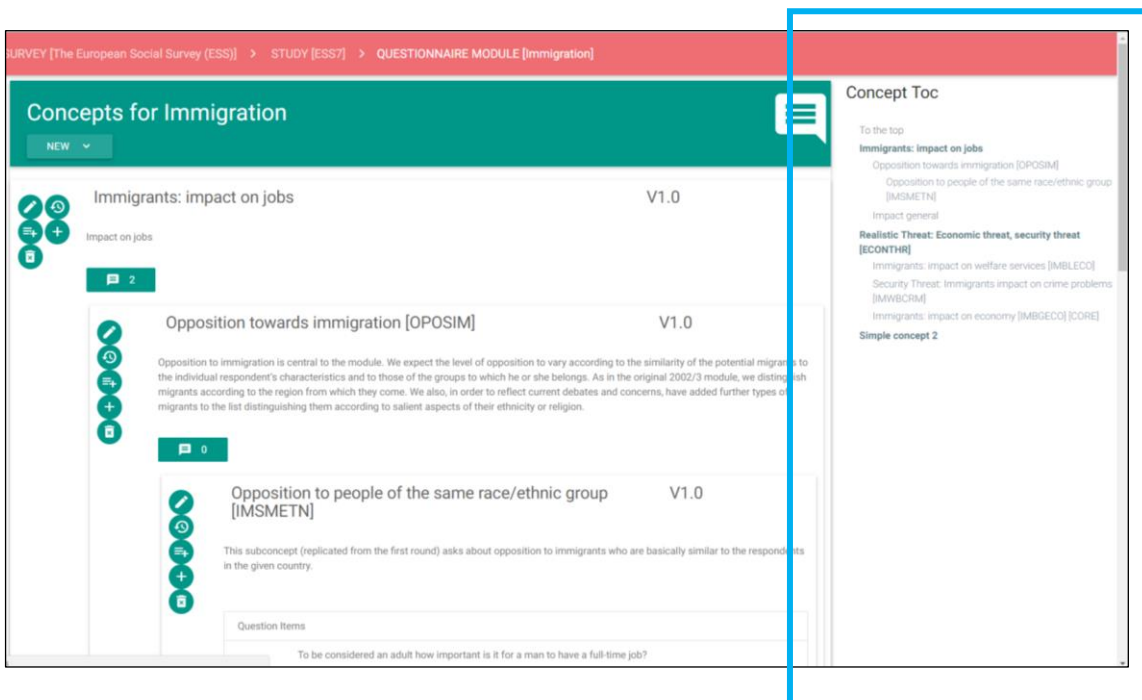 SURVEY [The European Social Survey (ESS)] > STUDY [ESS7] > QUESTIONNAIRE MODULE [Immigration]
Concepts for Immigration
NEW
Immigrants: impact on jobs V1.0
Impact on jobs
2
Opposition towards immigration [OPOSIM] V1.0
Opposition to immigration is central to the module. We expect the level of opposition to vary according to the similarity of the potential migrants to
the individual respondent's characteristics and to those of the groups to which he or she belongs. As in the original 2002/3 module, we distinguish
migrants according to the region from which they come. We also, in order to reflect current debates and concerns, have added further types of
migrants to the list distinguishing them according to salient aspects of their ethnicity or religion.
0
Opposition to people of the same race/ethnic group V1.0
[IMSMETN]
This subconcept (replicated from the first round) asks about opposition to immigrants who are basically similar to the respondents
in the given country.
Question Items
To be considered an adult how important is it for a man to have a full-time job?
Concept Toc
To the top
Immigrants: impact on jobs
Opposition towards immigration [OPOSIM]
Opposition to people of the same race/ethnic group
[IMSMETN]
Impact general
Realistic Threat: Economic threat, security threat
[ECONTHR]
Immigrants: impact on welfare services [IMBLECO]
Security Threat: Immigrants impact on crime problems
[IMWBCRM]
Immigrants: impact on economy [IMBGECO] [CORE]
Simple concept 2